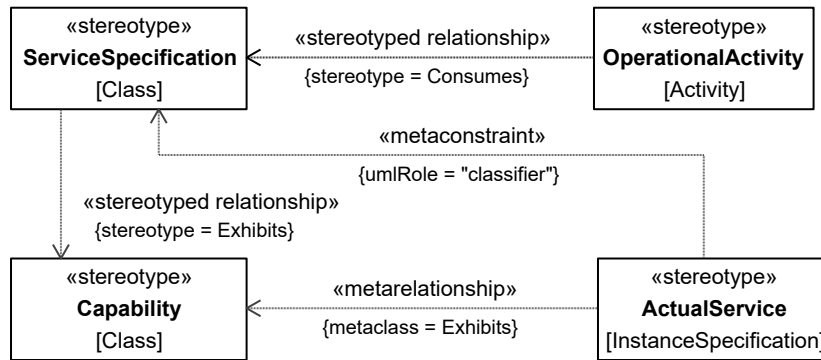 «stereotype»
ServiceSpecification
[Class]
«stereotyped relationship»
{stereotype = Consumes}
«stereotype»
OperationalActivity
[Activity]
«metaconstraint»
{umlRole = "classifier"}
«stereotyped relationship»
{stereotype = Exhibits}
«stereotype»
Capability
[Class]
«metarelationship»
{metaclass = Exhibits}
«stereotype»
ActualService
[InstanceSpecification]